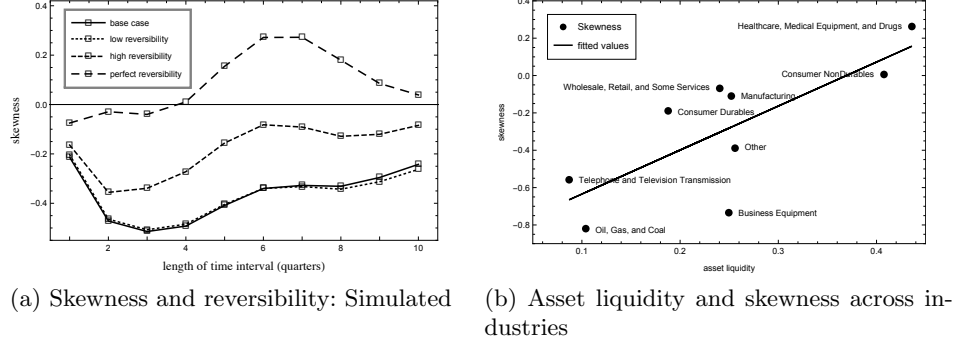 base case
low reversibility
high reversibility
perfect reversibility
0.4
0.2
0.0
−0.2
−0.4
skewness
2
4
6
8
10
length of time interval (quarters)
(a) Skewness and reversibility: Simulated
Skewness
fitted values
Healthcare, Medical Equipment, and Drugs
Consumer NonDurables
Wholesale, Retail, and Some Services
Manufacturing
Consumer Durables
Other
Telephone and Television Transmission
Business Equipment
Oil, Gas, and Coal
0.4
0.2
0.0
−0.2
−0.4
−0.6
−0.8
skewness
0.1
0.2
0.3
0.4
asset liquidity
(b) Asset liquidity and skewness across in-
dustries